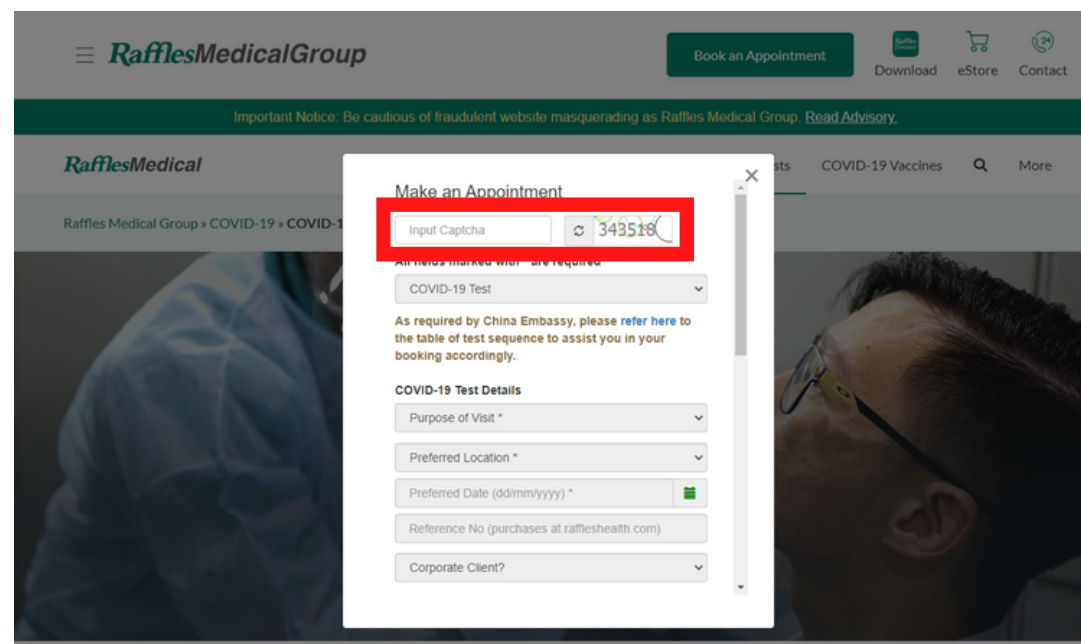 RafflesMedicalGroup
Book an Appointment
Raffles Connect
Download
eStore
24
Contact
Important Notice: Be cautious of fraudulent website masquerading as Raffles Medical Group. Read Advisory.
RafflesMedical
sts
COVID-19 Vaccines
More
Raffles Medical Group » COVID-19 » COVID-1
Make an Appointment
Input Captcha
343518
All fields marked with * are required
COVID-19 Test
As required by China Embassy, please refer here to
the table of test sequence to assist you in your
booking accordingly..
COVID-19 Test Details
Purpose of Visit *
Preferred Location *
Preferred Date (dd/mm/yyyy) *
Reference No (purchases at raffleshealth.com)
Corporate Client?